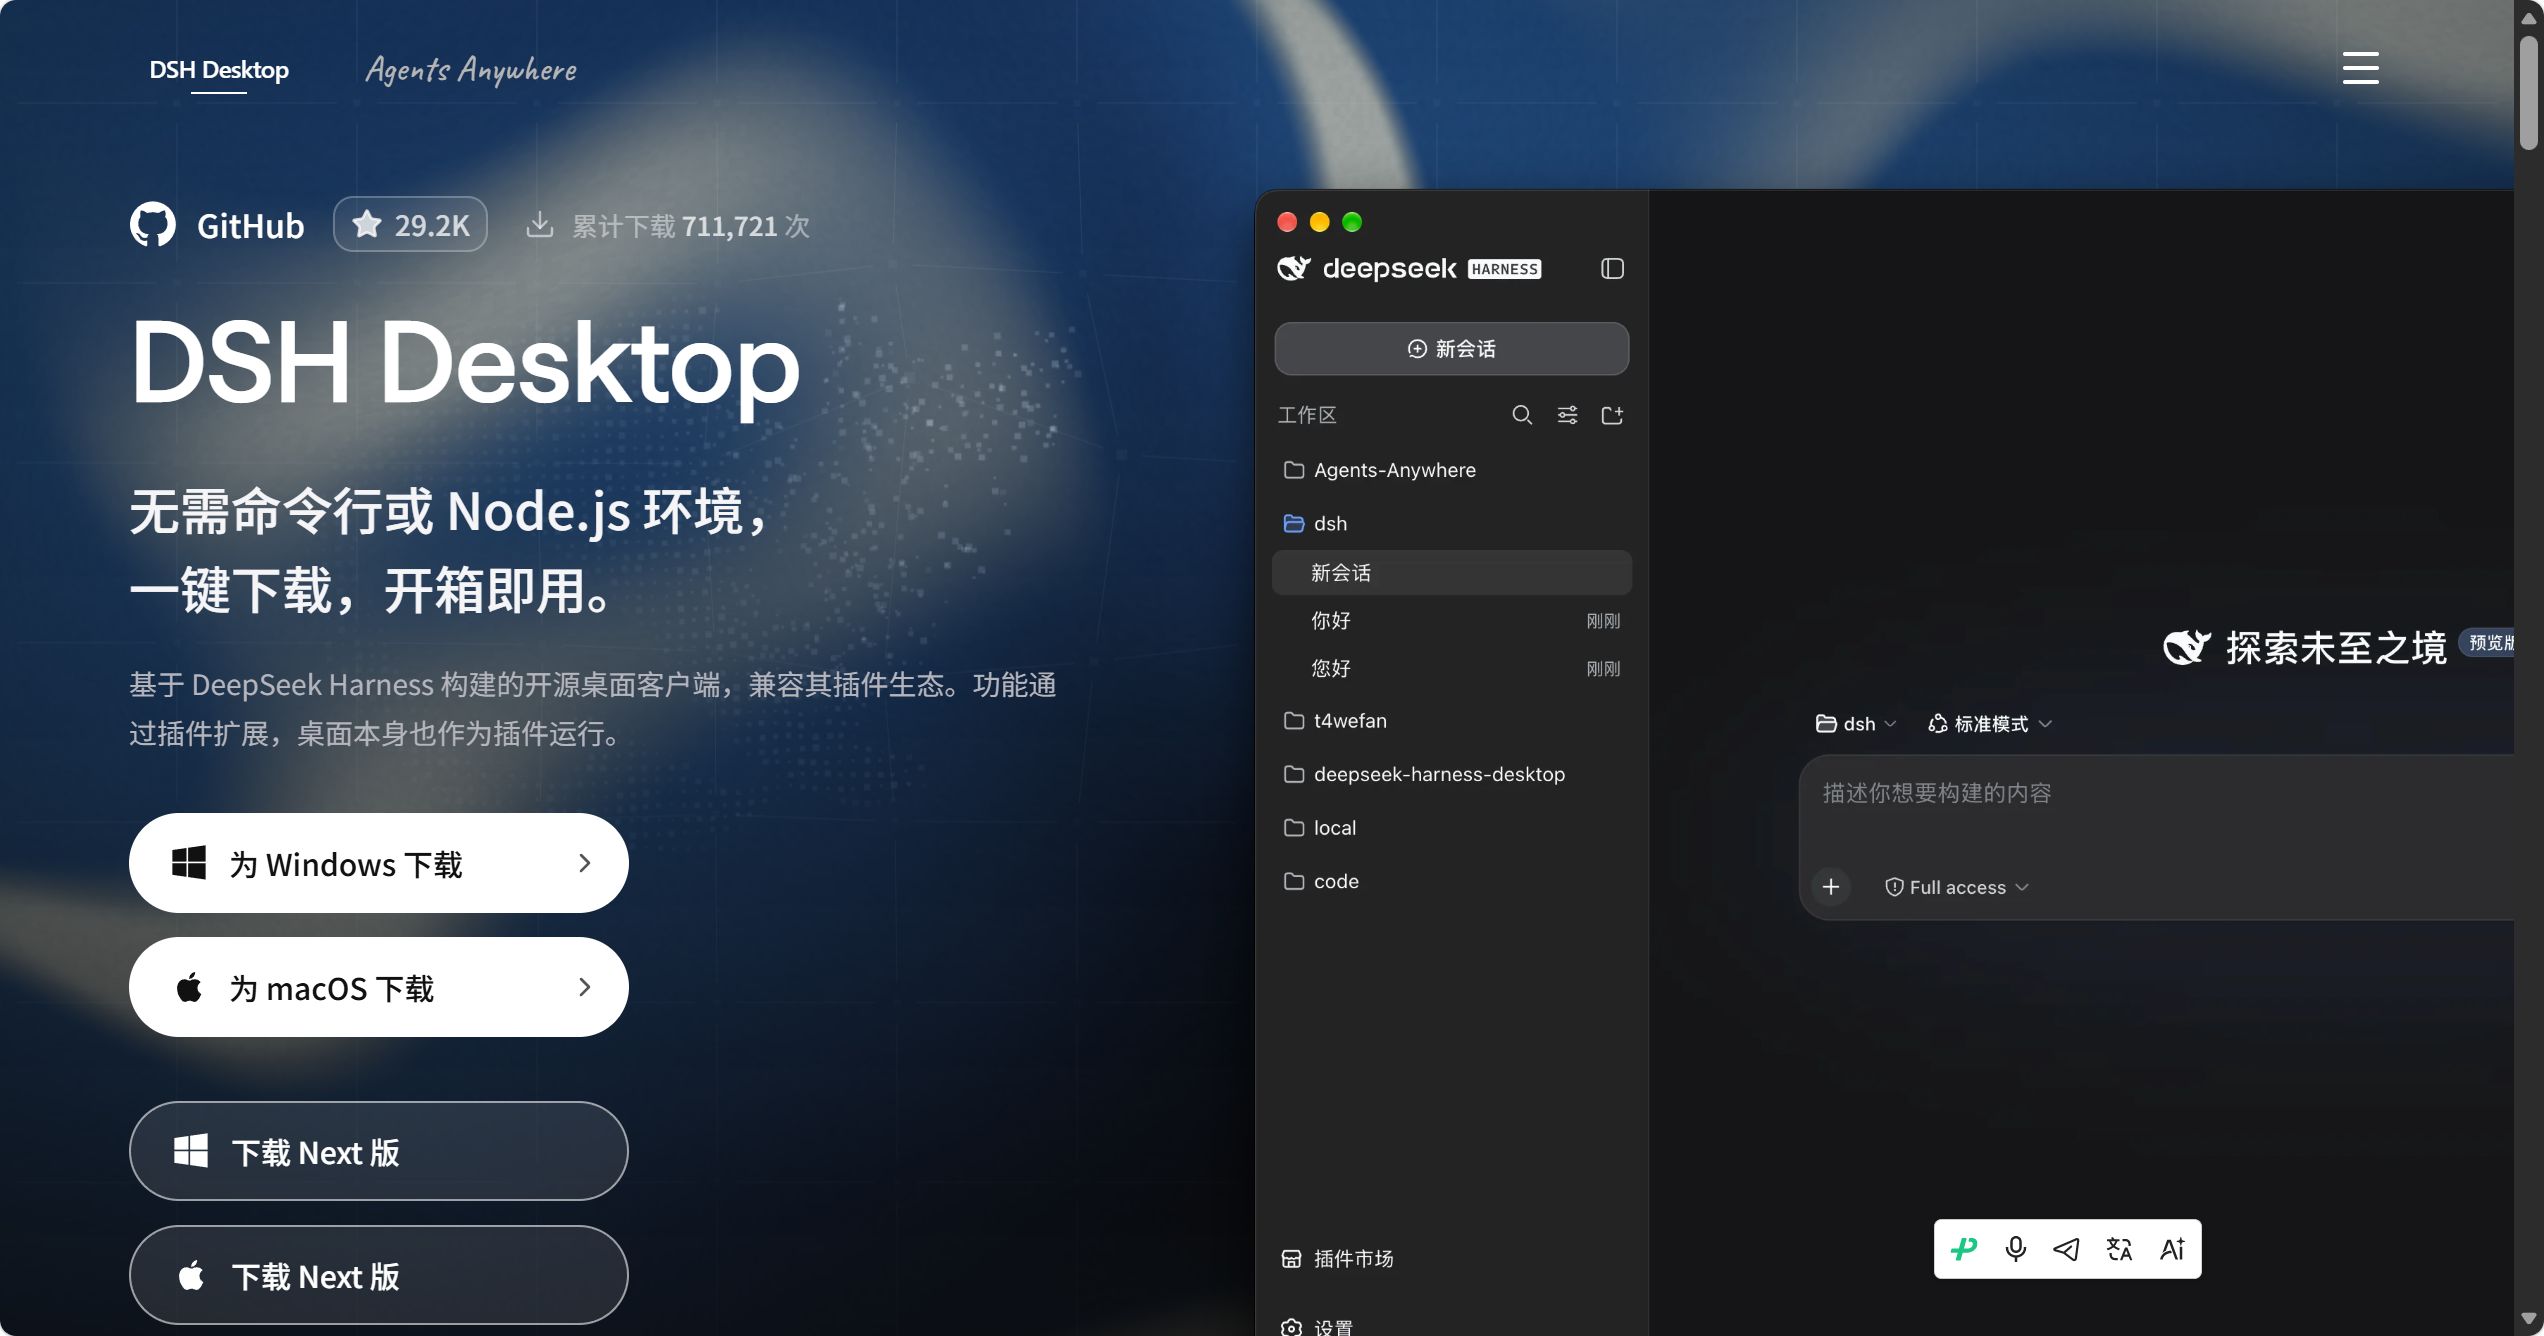 DSH Desktop
Agents Anywhere
GitHub
29.2K
累计下载 711,721 次
DSH Desktop
无需命令行或 Node.js 环境，
一键下载，开箱即用。
基于 DeepSeek Harness 构建的开源桌面客户端，兼容其插件生态。功能通
过插件扩展，桌面本身也作为插件运行。
为 Windows 下载
为 macOS 下载
下载 Next 版
下载 Next 版
deepseek HARNESS
新会话
工作区
Agents-Anywhere
dsh
新会话
你好 刚刚
您好 刚刚
t4wefan
deepseek-harness-desktop
local
code
插件市场
设置
探索未至之境 预览版
dsh 标准模式
描述你想要构建的内容
Full access